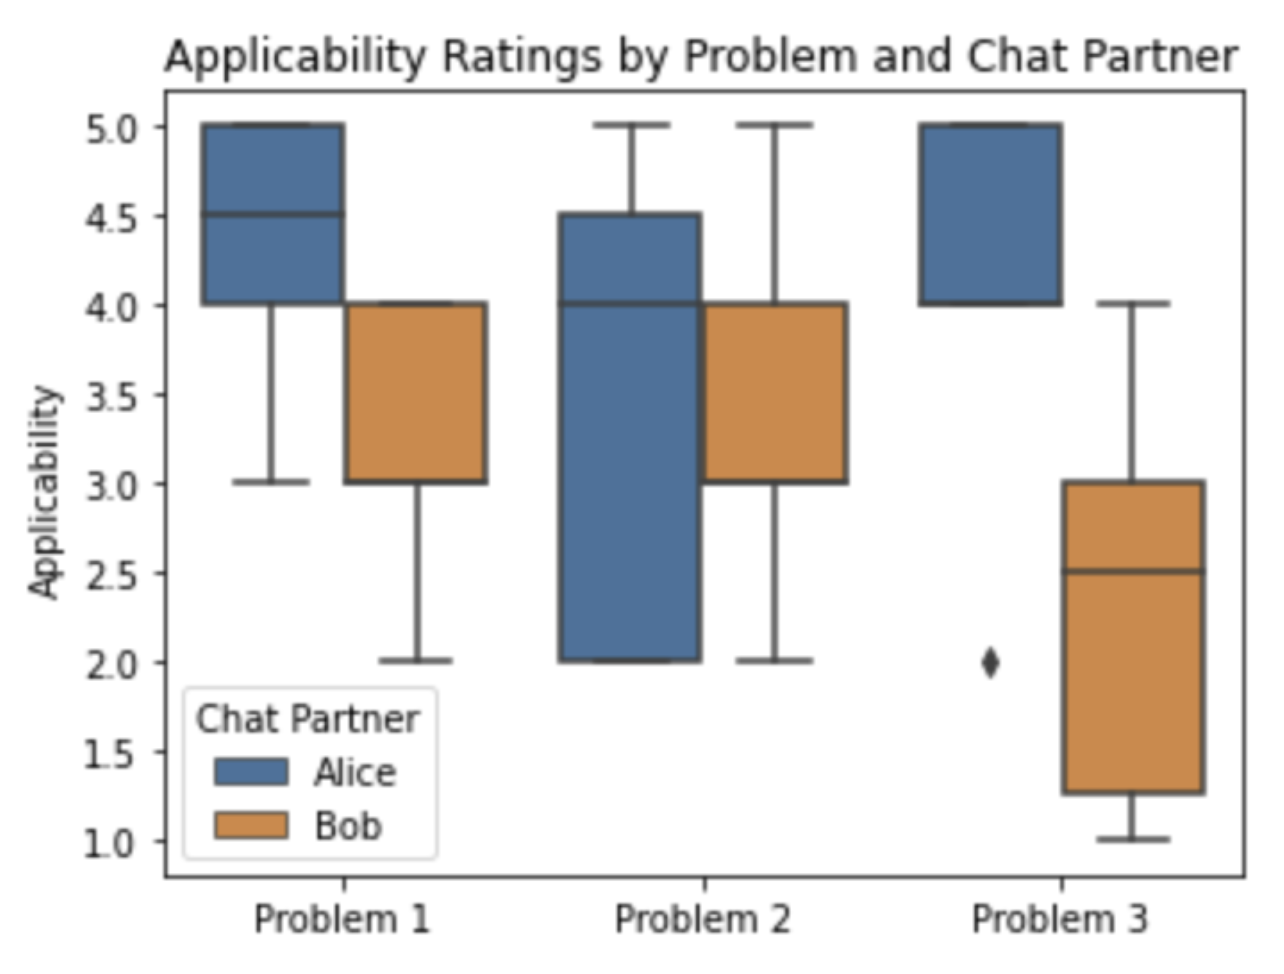 Applicability Ratings by Problem and Chat Partner
5.0
4.5
4.0
3.5
3.0
2.5
2.0
1.5
1.0
Applicability
Chat Partner
Alice
Bob
Problem 1
Problem 2
Problem 3